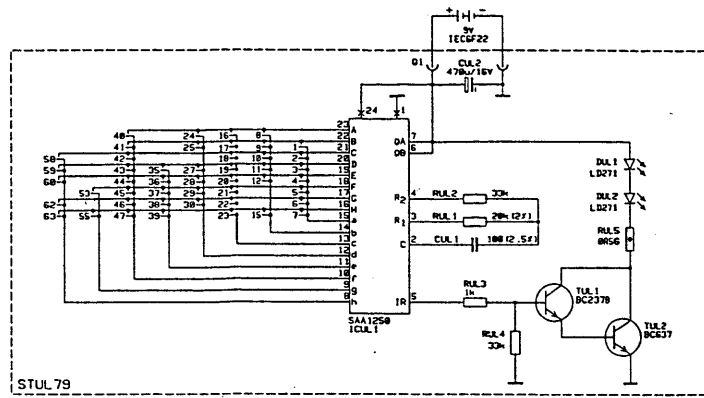 + -
9V
IEC6F22
Q1
CUL2
470u/16V
24
1
23 A
22 B
21 C
20 D
19 E
18 F
17 G
16 H
40 24 16 8
41 25 17 9 1
58 42 18 10 2
59 43 35 27 19 11 3
60 44 36 28 20 12 4
53 45 37 29 21 5
62 46 38 30 22 6
63 55 47 39 23 15 7
a
14 b
13 c
12 d
11 e
10 f
9 g
8 h
OA 7
OB 6
R2 4
R1 3
C 2
IR 5
SAA1250
ICUL1
RUL2 33k
RUL1 20k(2%)
CUL1 100(2.5%)
RUL3
1k
RUL4
33k
TUL1
BC237B
TUL2
BC637
DUL1
LD271
DUL2
LD271
RUL5
0R56
STUL79